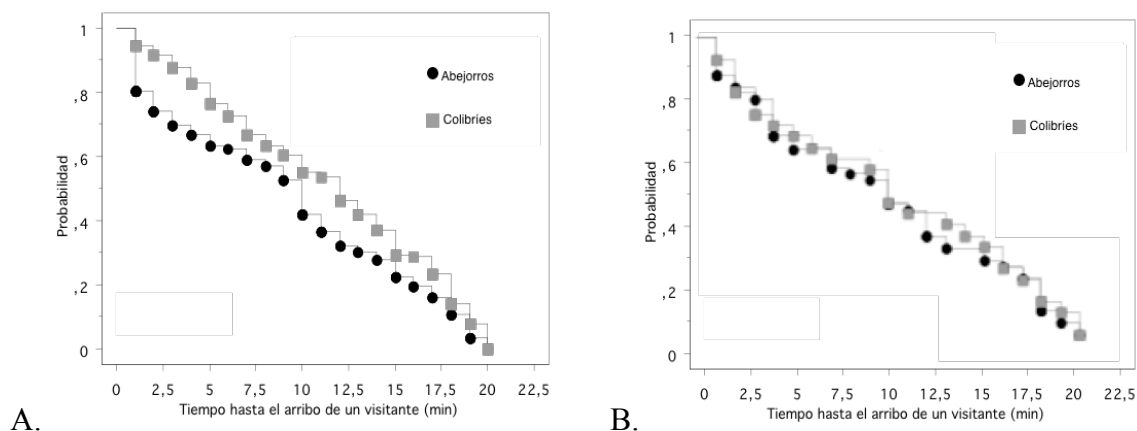 1
,8
,6
,4
,2
0
Probabilidad
Abejorros
Colibries
0 2,5 5 7,5 10 12,5 15 17,5 20 22,5
Tiempo hasta el arribo de un visitante (min)
A.
1
,8
,6
,4
,2
0
Probabilidad
Abejorros
Colibries
0 2,5 5 7,5 10 12,5 15 17,5 20 22,5
Tiempo hasta el arribo de un visitante (min)
B.